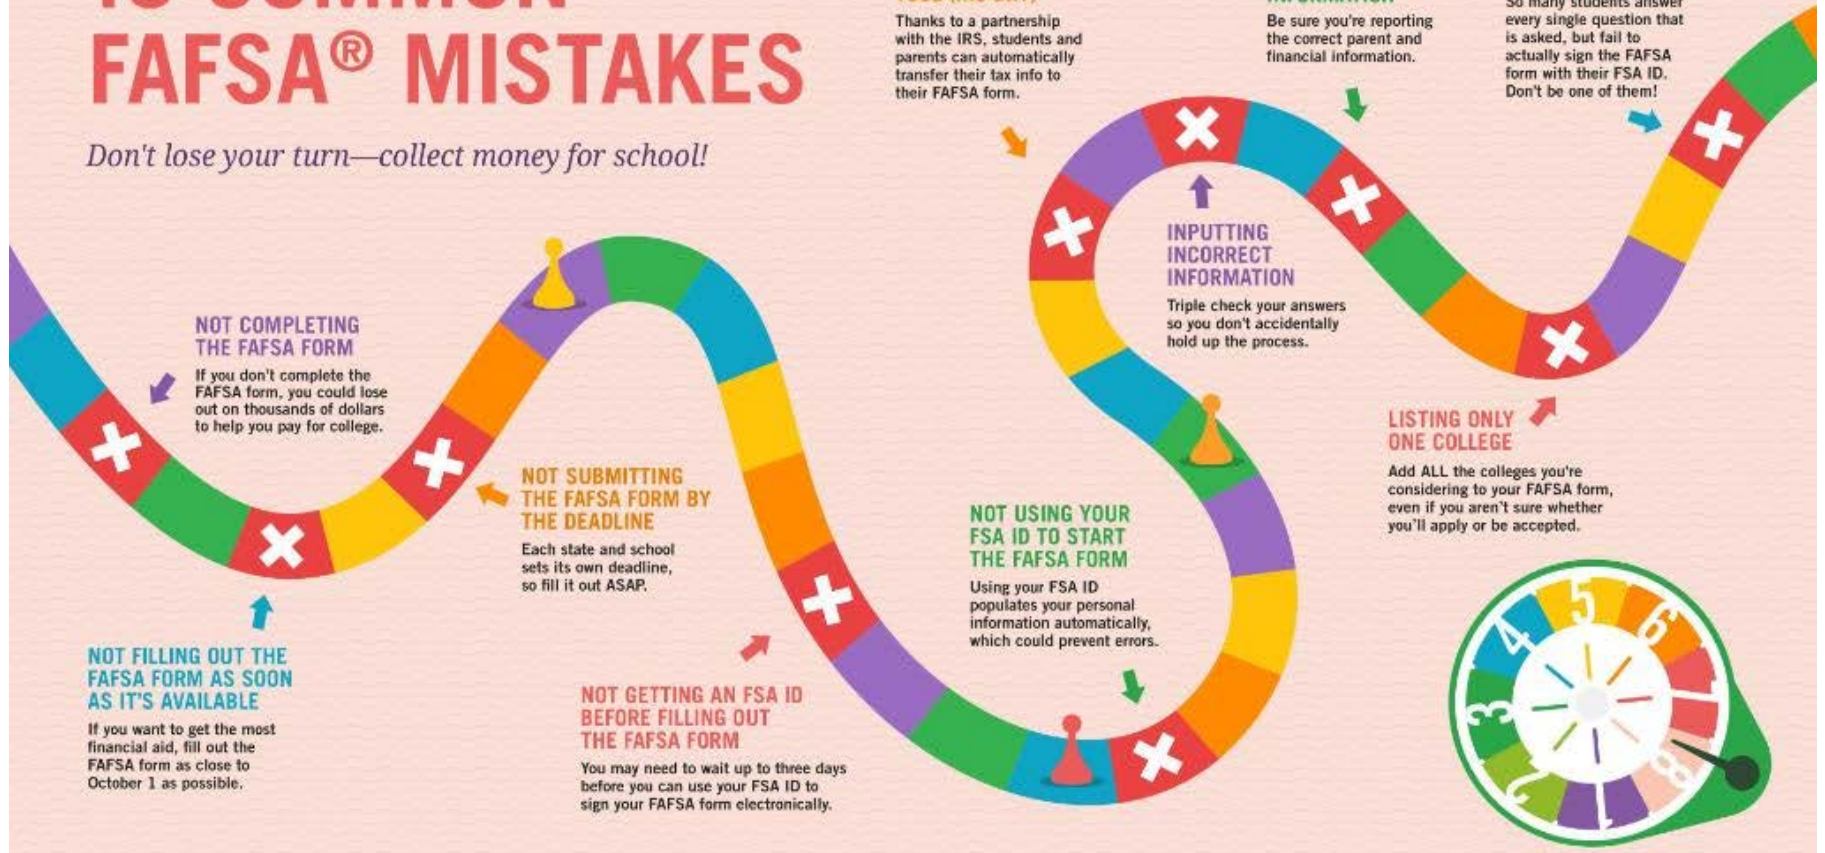 10 COMMON
FAFSA® MISTAKES
Don't lose your turn—collect money for school!
NOT COMPLETING
THE FAFSA FORM
If you don't complete the
FAFSA form, you could lose
out on thousands of dollars
to help you pay for college.
NOT FILLING OUT THE
FAFSA FORM AS SOON
AS IT'S AVAILABLE
If you want to get the most
financial aid, fill out the
FAFSA form as close to
October 1 as possible.
NOT SUBMITTING
THE FAFSA FORM BY
THE DEADLINE
Each state and school
sets its own deadline,
so fill it out ASAP.
NOT GETTING AN FSA ID
BEFORE FILLING OUT
THE FAFSA FORM
You may need to wait up to three days
before you can use your FSA ID to
sign your FAFSA form electronically.
NOT USING YOUR
FSA ID TO START
THE FAFSA FORM
Using your FSA ID
populates your personal
information automatically,
which could prevent errors.
Thanks to a partnership
with the IRS, students and
parents can automatically
transfer their tax info to
their FAFSA form.
INPUTTING
INCORRECT
INFORMATION
Triple check your answers
so you don't accidentally
hold up the process.
INFORMATION
Be sure you're reporting
the correct parent and
financial information.
LISTING ONLY
ONE COLLEGE
Add ALL the colleges you're
considering to your FAFSA form,
even if you aren't sure whether
you'll apply or be accepted.
So many students answer
every single question that
is asked, but fail to
actually sign the FAFSA
form with their FSA ID.
Don't be one of them!
1
2
3
4
5
6
7
8